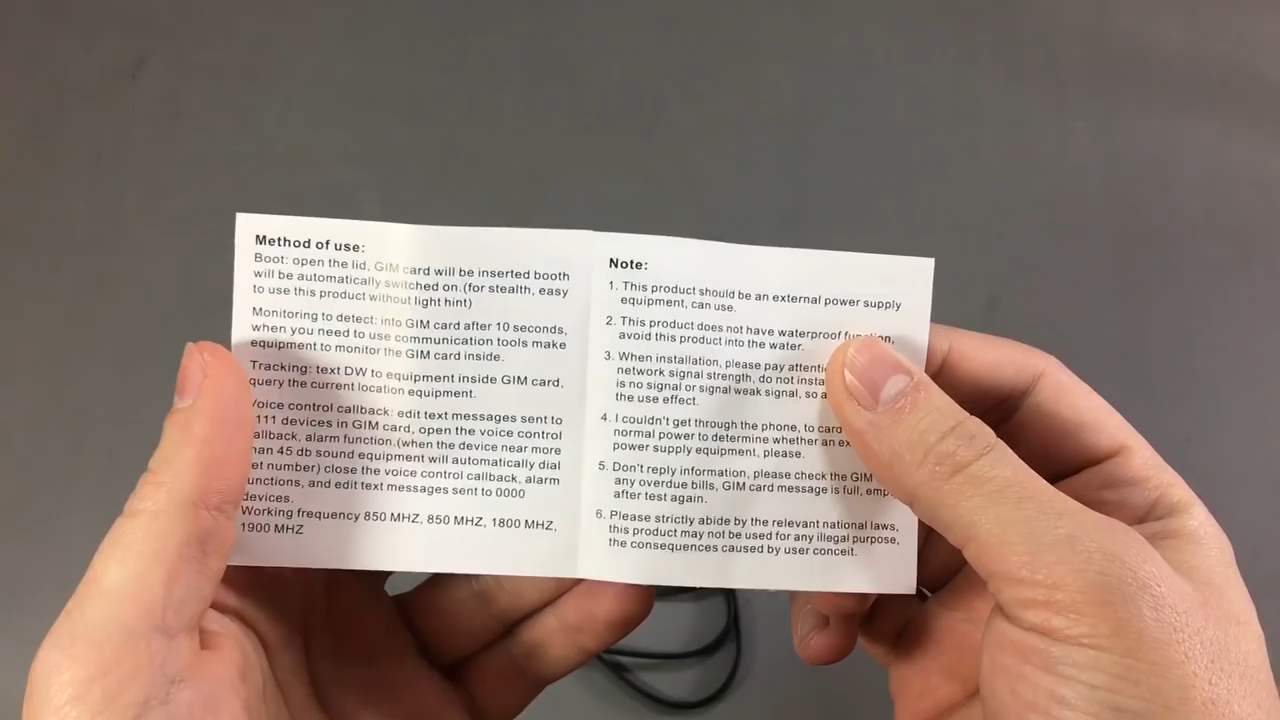 Method of use:
Boot: open the lid, GIM card will be inserted booth
will be automatically switched on.(for stealth, easy
to use this product without light hint)
Monitoring to detect: into GIM card after 10 seconds,
when you need to use communication tools make
equipment to monitor the GIM card inside.
Tracking: text DW to equipment inside GIM card,
query the current location equipment.
Voice control callback: edit text messages sent to
111 devices in GIM card, open the voice control
allback, alarm function.(when the device near more
han 45 db sound equipment will automatically dial
et number) close the voice control callback, alarm
unctions, and edit text messages sent to 0000
devices.
Working frequency 850 MHZ, 850 MHZ, 1800 MHZ,
1900 MHZ
Note:
1. This product should be an external power supply
equipment, can use.
2. This product does not have waterproof function,
avoid this product into the water.
3. When installation, please pay attenti
network signal strength, do not insta
is no signal or signal weak signal, so a
the use effect.
4. I couldn't get through the phone, to card
normal power to determine whether an ex
power supply equipment, please.
5. Don't reply information, please check the GIM
any overdue bills, GIM card message is full, emp
after test again.
6. Please strictly abide by the relevant national laws,
this product may not be used for any illegal purpose,
the consequences caused by user conceit.